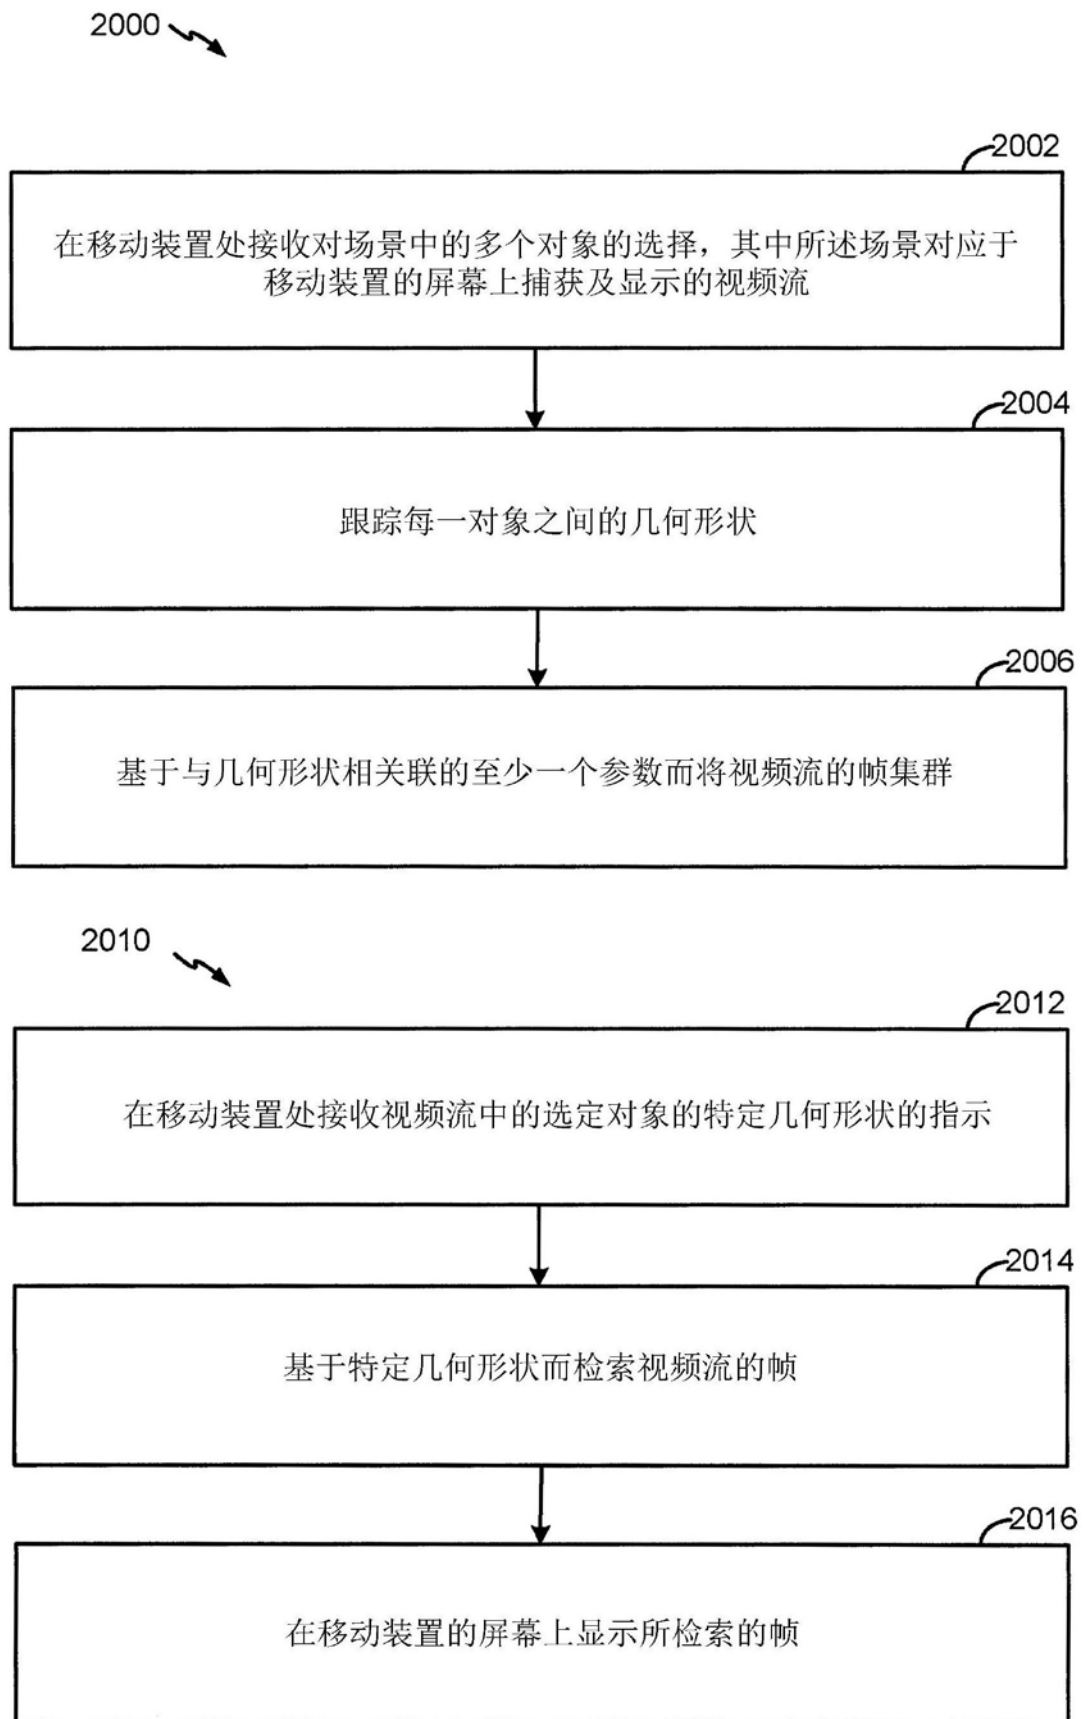 2000
2002
在移动装置处接收对场景中的多个对象的选择，其中所述场景对应于
移动装置的屏幕上捕获及显示的视频流
2004
跟踪每一对象之间的几何形状
2006
基于与几何形状相关联的至少一个参数而将视频流的帧集群
2010
2012
在移动装置处接收视频流中的选定对象的特定几何形状的指示
2014
基于特定几何形状而检索视频流的帧
2016
在移动装置的屏幕上显示所检索的帧